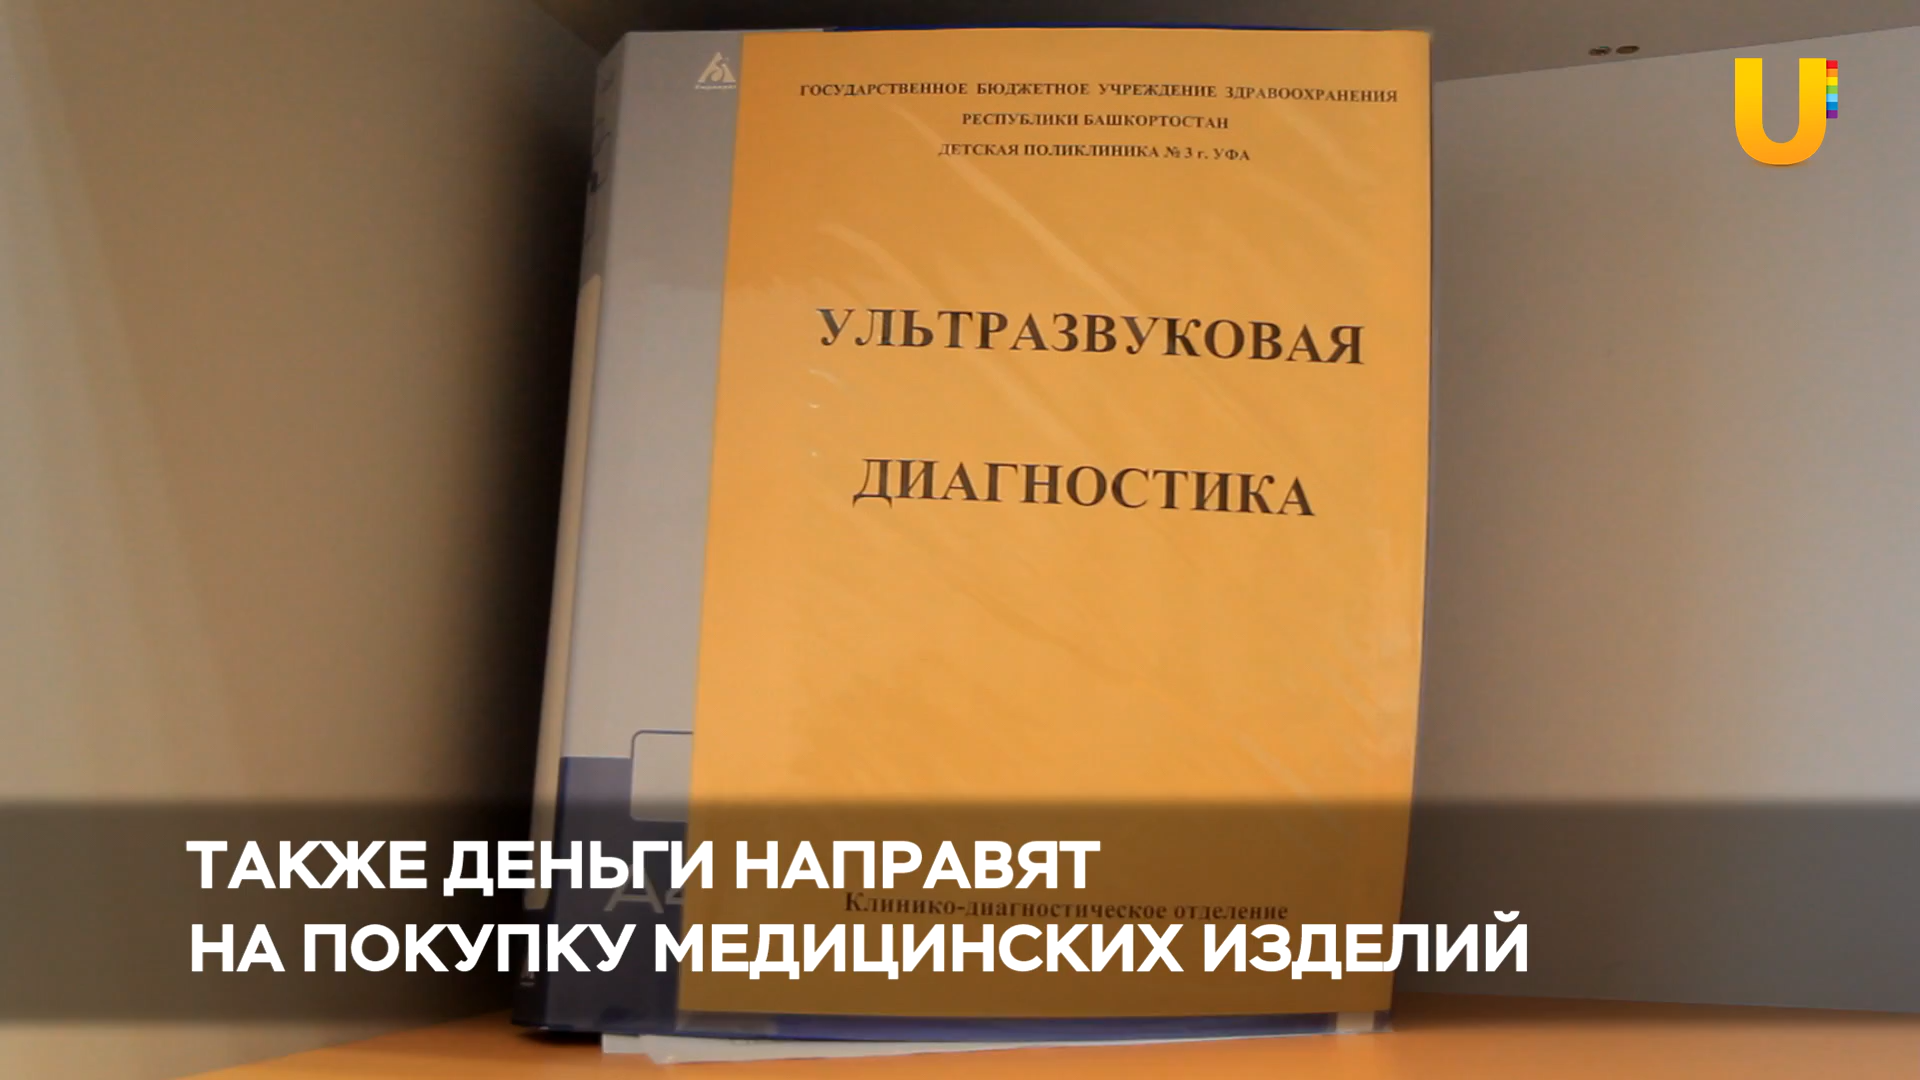 ГОСУДАРСТВЕННОЕ БЮДЖЕТНОЕ УЧРЕЖДЕНИЕ ЗДРАВООХРАНЕНИЯ
РЕСПУБЛИКИ БАШКОРТОСТАН
ДЕТСКАЯ ПОЛИКЛИНИКА № 3 г. УФА
U
УЛЬТРАЗВУКОВАЯ
ДИАГНОСТИКА
ТАКЖЕ ДЕНЬГИ НАПРАВЯТ
А4
Клинико-диагностическое отделение
НА ПОКУПКУ МЕДИЦИНСКИХ ИЗДЕЛИЙ